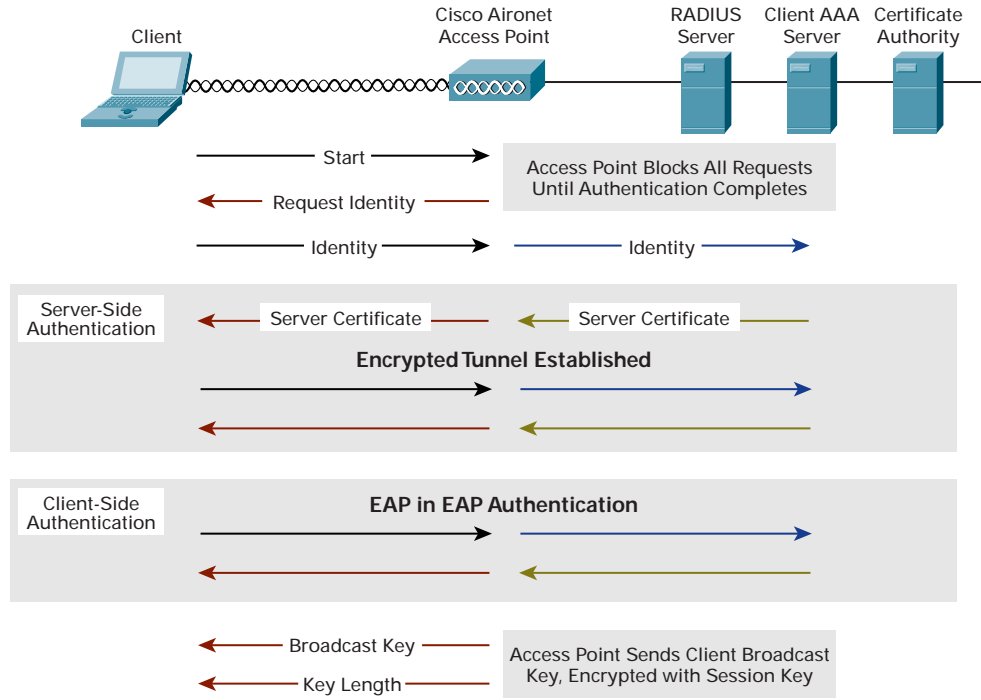 Client
Cisco Aironet
Access Point
RADIUS
Server
Client AAA
Server
Certificate
Authority
Start
Access Point Blocks All Requests
Until Authentication Completes
Request Identity
Identity
Identity
Server-Side
Authentication
Server Certificate
Server Certificate
Encrypted Tunnel Established
Client-Side
Authentication
EAP in EAP Authentication
Broadcast Key
Key Length
Access Point Sends Client Broadcast
Key, Encrypted with Session Key